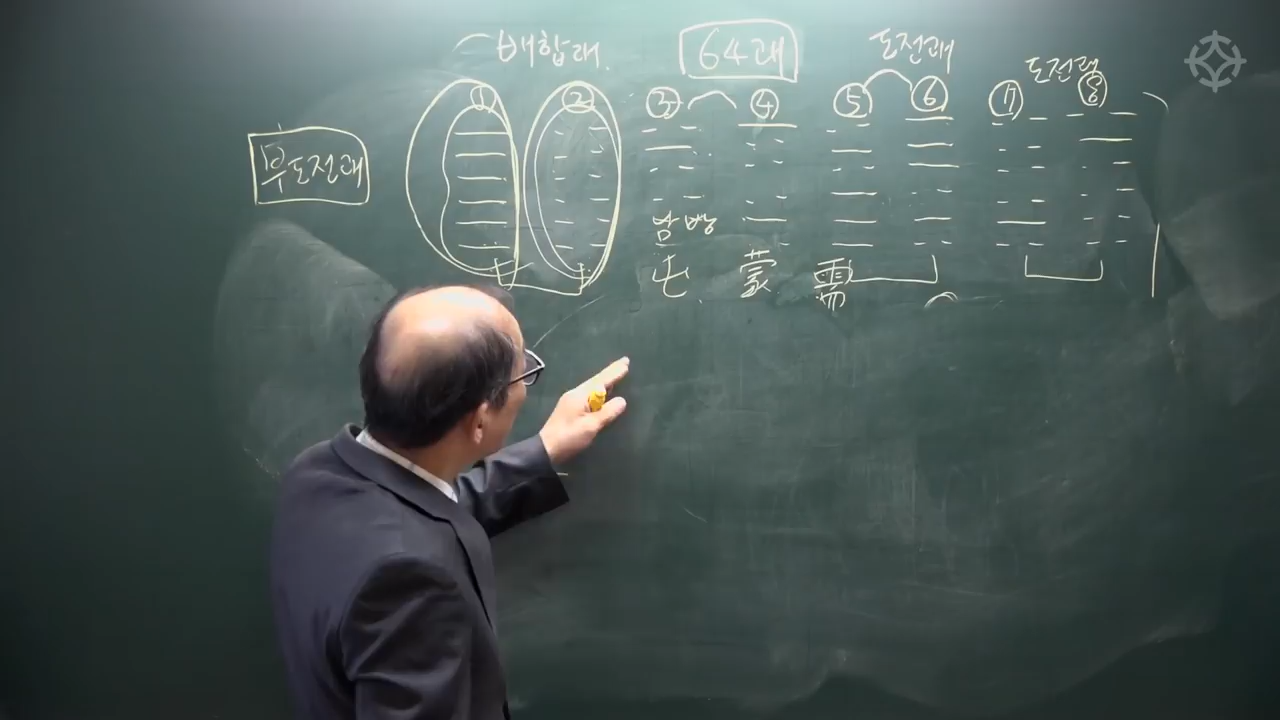 배합괘.
64괘
도전괘
도전괘
① ② ③ ④ ⑤ ⑥ ⑦ ⑧
부도전괘
屯 蒙 需